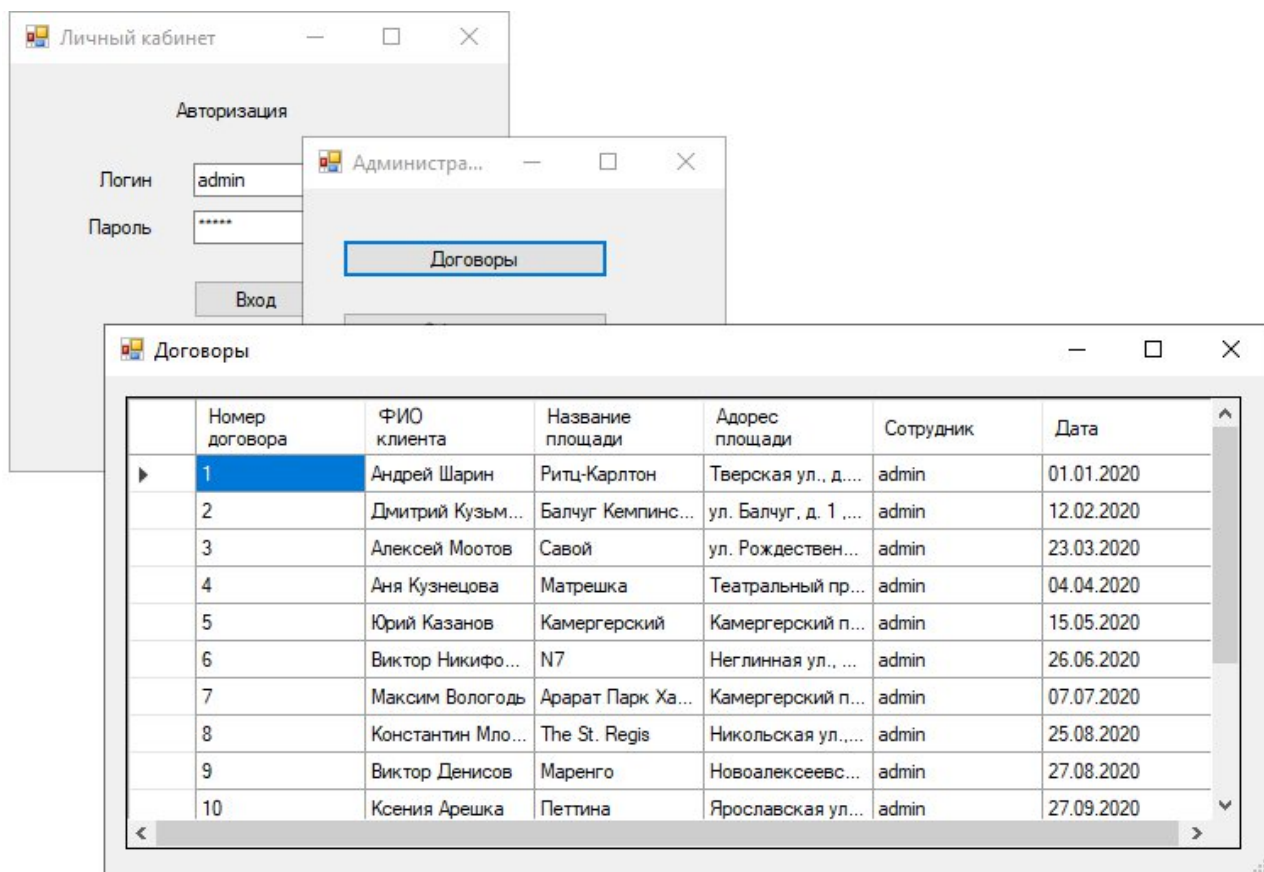 Личный кабинет
Авторизация
Логин admin
Пароль *****
Вход
Администра...
Договоры
Договоры
Номер договора ФИО клиента Название площади Адорес площади Сотрудник Дата
1 Андрей Шарин Ритц-Карлтон Тверская ул., д.... admin 01.01.2020
2 Дмитрий Кузьм... Балчуг Кемпинс... ул. Балчуг, д. 1 ,... admin 12.02.2020
3 Алексей Моотов Савой ул. Рождествен... admin 23.03.2020
4 Аня Кузнецова Матрешка Театральный пр... admin 04.04.2020
5 Юрий Казанов Камергерский Камергерский п... admin 15.05.2020
6 Виктор Никифо... N7 Неглинная ул., ... admin 26.06.2020
7 Максим Вологодь Арарат Парк Ха... Камергерский п... admin 07.07.2020
8 Константин Мло... The St. Regis Никольская ул.,... admin 25.08.2020
9 Виктор Денисов Маренго Новоалексеевс... admin 27.08.2020
10 Ксения Арешка Петтина Ярославская ул... admin 27.09.2020